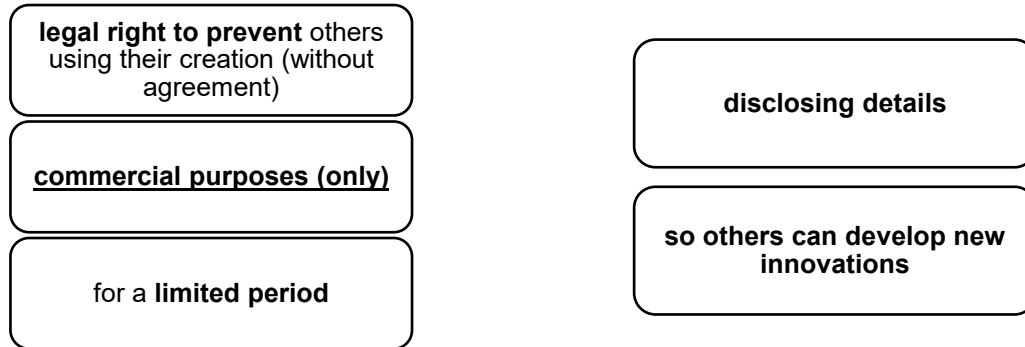 legal right to prevent others
using their creation (without
agreement)
commercial purposes (only)
for a limited period
disclosing details
so others can develop new
innovations